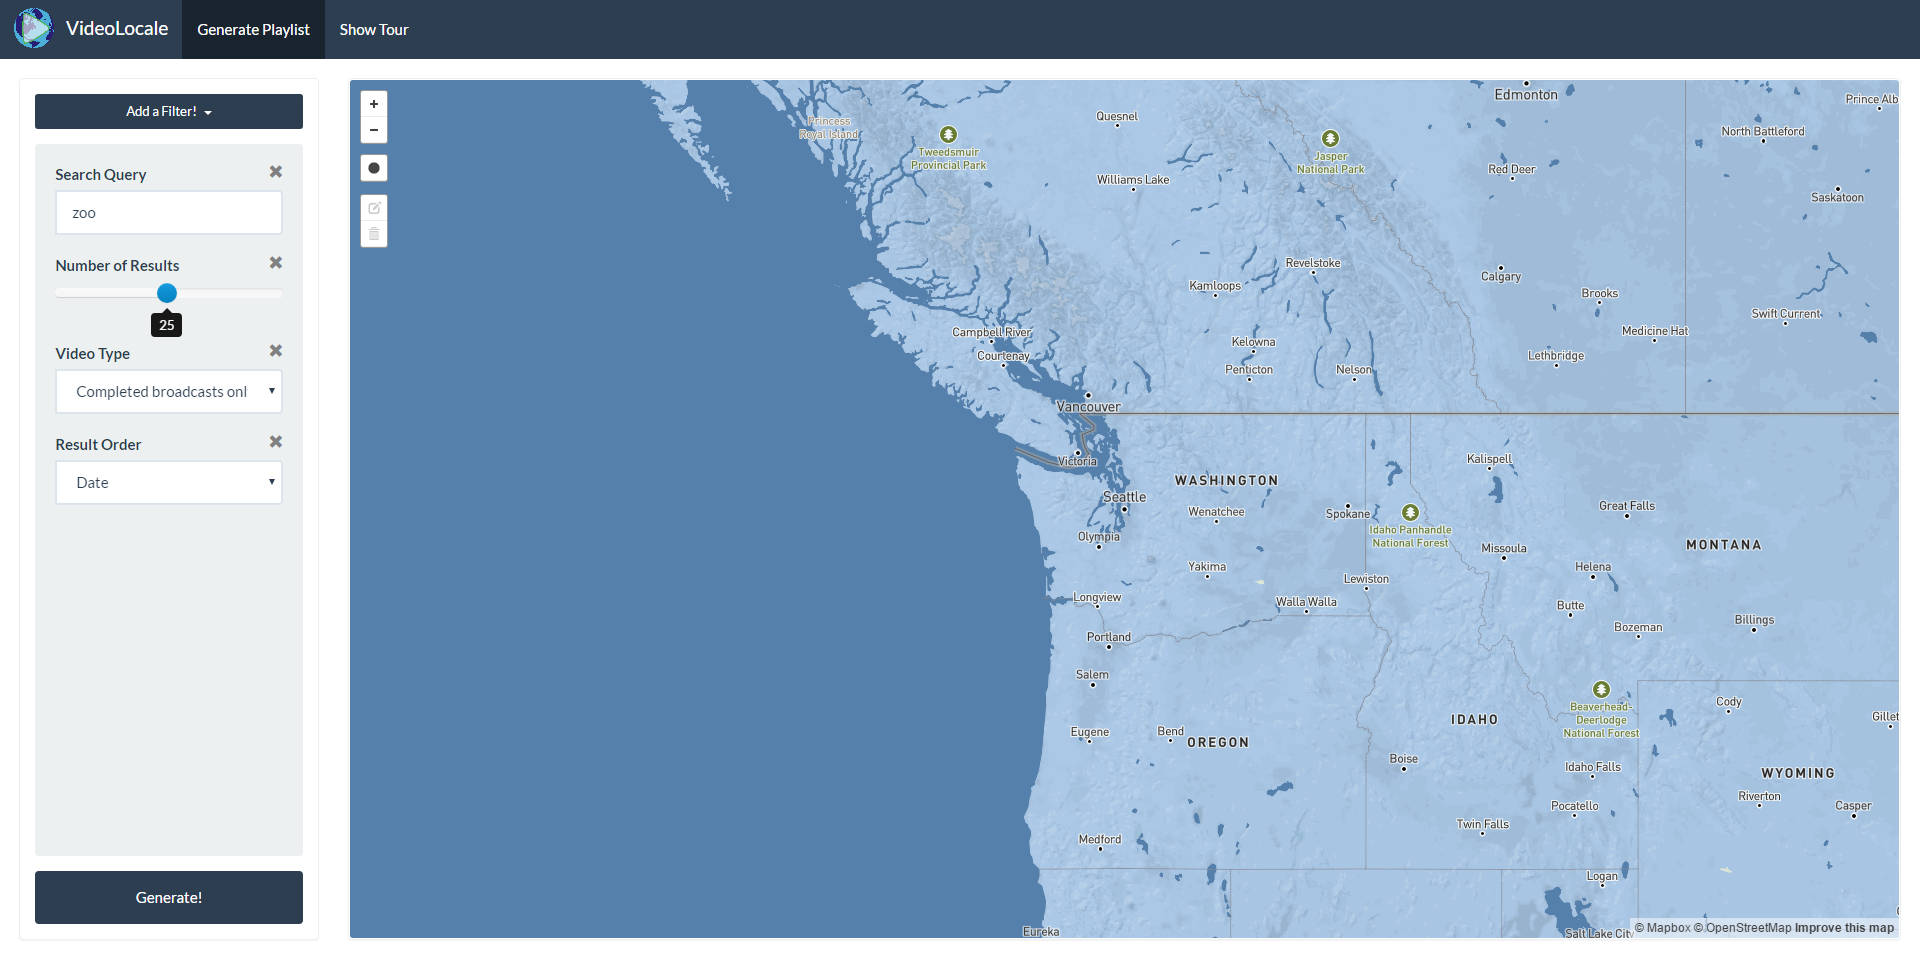 VideoLocale
Generate Playlist
Show Tour
Add a Filter!
Search Query
zoo
Number of Results
25
Video Type
Completed broadcasts onl
Result Order
Date
Generate!
+
−
Princess
Royal Island
Tweedsmuir
Provincial Park
Quesnel
Williams Lake
Jasper
National Park
Edmonton
Red Deer
Prince Alb
North Battleford
Saskatoon
Revelstoke
Kamloops
Calgary
Brooks
Swift Current
Medicine Hat
Campbell River
Courtenay
Kelowna
Penticton
Nelson
Lethbridge
Vancouver
Victoria
Seattle
WASHINGTON
Wenatchee
Spokane
Kalispell
Idaho Panhandle
National Forest
Great Falls
Olympia
Missoula
MONTANA
Yakima
Lewiston
Helena
Longview
Walla Walla
Butte
Billings
Bozeman
Portland
Salem
Beaverhead-
Deerlodge
National Forest
Cody
Gillet
Eugene
Bend
OREGON
IDAHO
Boise
Idaho Falls
WYOMING
Riverton
Casper
Pocatello
Twin Falls
Medford
Logan
Eureka
Salt Lake City
© Mapbox © OpenStreetMap Improve this map